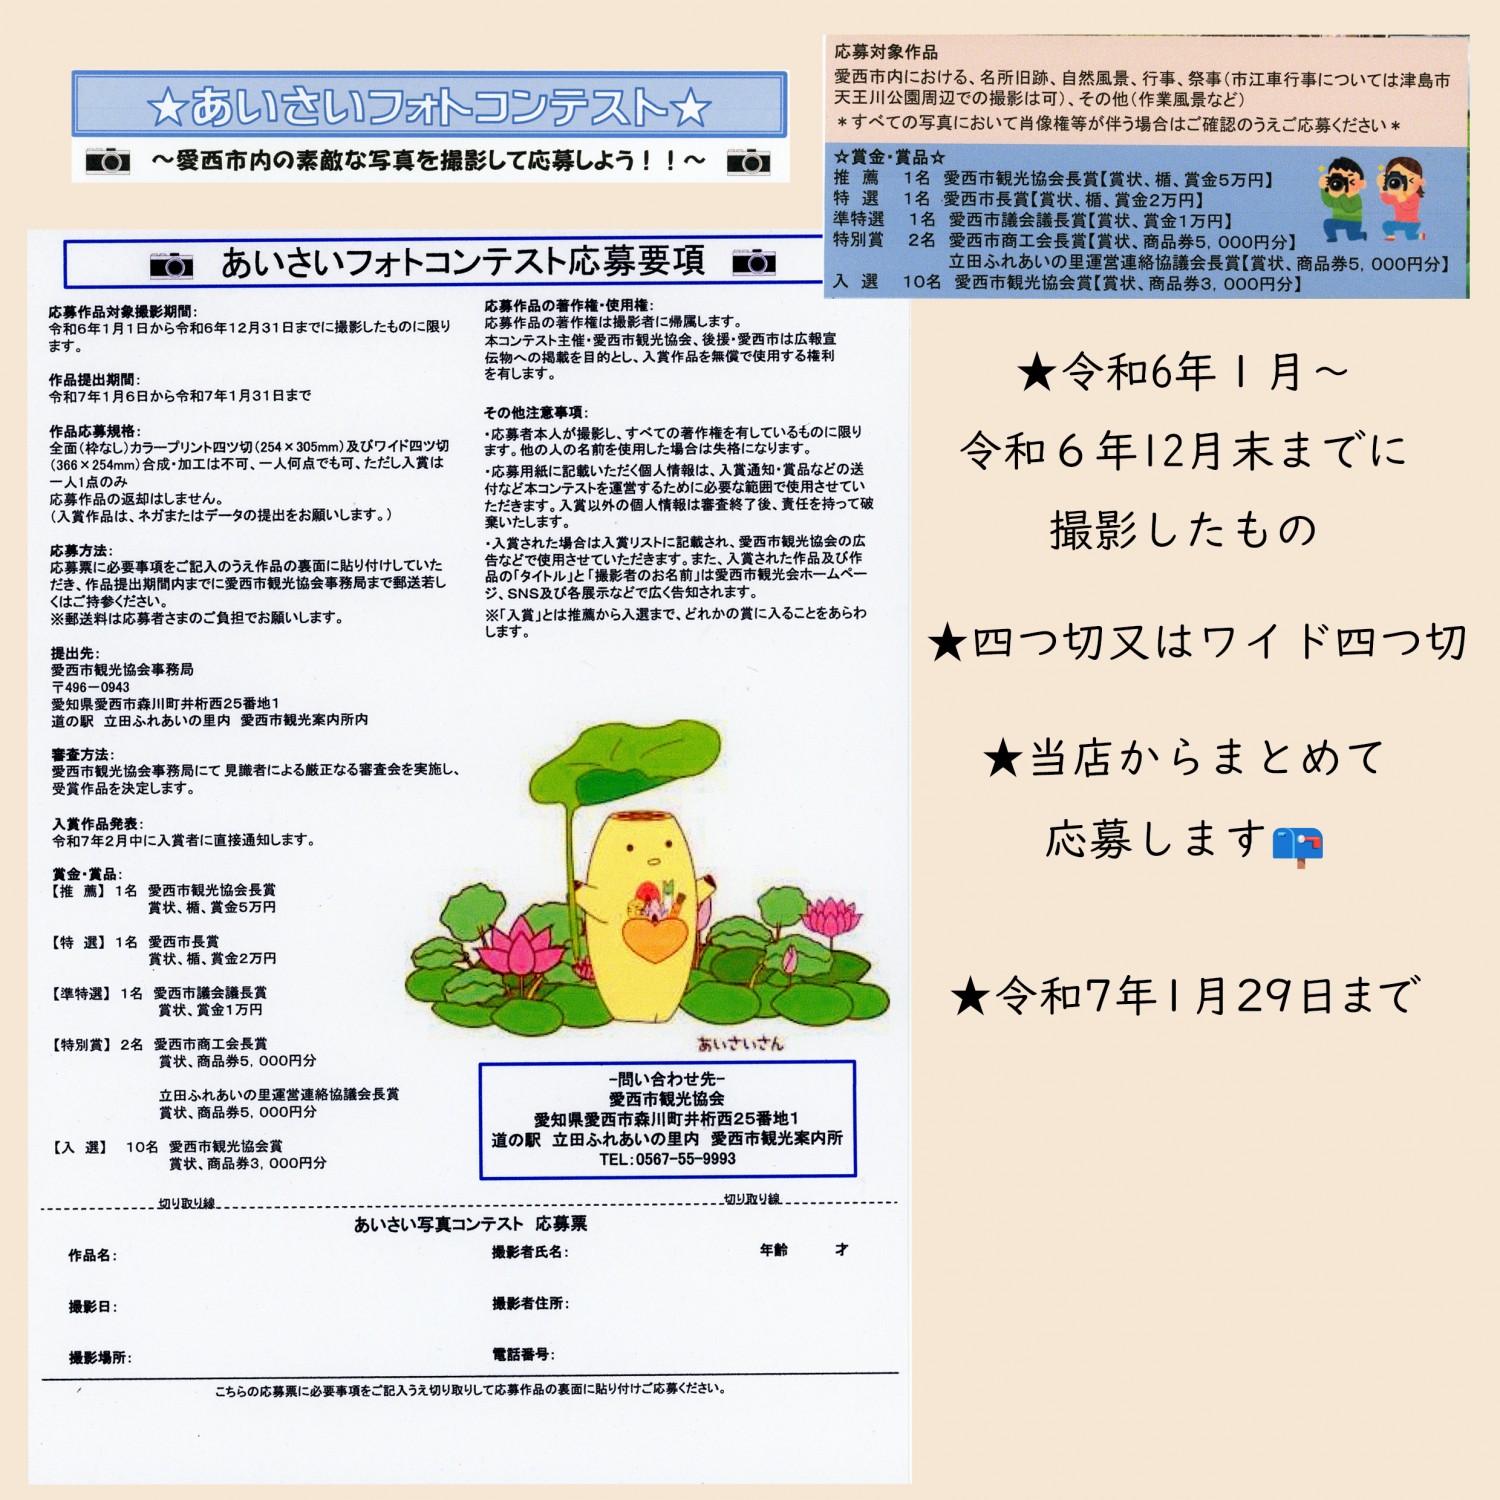 ★あいさいフォトコンテスト★
～愛西市内の素敵な写真を撮影して応募しよう！！～
応募対象作品
愛西市内における、名所旧跡、自然風景、行事、祭事(市江車行事については津島市
天王川公園周辺での撮影は可)、その他(作業風景など)
＊すべての写真において肖像権等が伴う場合はご確認のうえご応募ください＊
☆賞金・賞品☆
推　薦　1名　愛西市観光協会長賞【賞状、楯、賞金5万円】
特　選　1名　愛西市長賞【賞状、楯、賞金2万円】
準特選　1名　愛西市議会議長賞【賞状、賞金1万円】
特別賞　2名　愛西市商工会長賞【賞状、商品券5，000円分】
立田ふれあいの里運営連絡協議会長賞【賞状、商品券5，000円分】
入　選　10名　愛西市観光協会賞【賞状、商品券3，000円分】
あいさいフォトコンテスト応募要項
応募作品対象撮影期間：
令和6年1月1日から令和6年12月31日までに撮影したものに限り
ます。
作品提出期間：
令和7年1月6日から令和7年1月31日まで
作品応募規格：
全面(枠なし)カラープリント四ツ切(254×305mm)及びワイド四ツ切
(366×254mm)合成・加工は不可、一人何点でも可、ただし入賞は
一人1点のみ
応募作品の返却はしません。
(入賞作品は、ネガまたはデータの提出をお願いします。)
応募方法：
応募票に必要事項をご記入のうえ作品の裏面に貼り付けしていた
だき、作品提出期間内までに愛西市観光協会事務局まで郵送若し
くはご持参ください。
※郵送料は応募者さまのご負担でお願いします。
提出先：
愛西市観光協会事務局
〒496－0943
愛知県愛西市森川町井桁西25番地1
道の駅　立田ふれあいの里内　愛西市観光案内所内
審査方法：
愛西市観光協会事務局にて 見識者による厳正なる審査会を実施し、
受賞作品を決定します。
入賞作品発表：
令和7年2月中に入賞者に直接通知します。
賞金・賞品：
【推　薦】1名　愛西市観光協会長賞
賞状、楯、賞金5万円
【特　選】1名　愛西市長賞
賞状、楯、賞金2万円
【準特選】1名　愛西市議会議長賞
賞状、賞金1万円
【特別賞】2名　愛西市商工会長賞
賞状、商品券5，000円分
立田ふれあいの里運営連絡協議会長賞
賞状、商品券5，000円分
【入　選】　10名　愛西市観光協会賞
賞状、商品券3，000円分
応募作品の著作権・使用権：
応募作品の著作権は撮影者に帰属します。
本コンテスト主催・愛西市観光協会、後援・愛西市は広報宣
伝物への掲載を目的とし、入賞作品を無償で使用する権利
を有します。
その他注意事項：
・応募者本人が撮影し、すべての著作権を有しているものに限り
ます。他の人の名前を使用した場合は失格になります。
・応募用紙に記載いただく個人情報は、入賞通知・賞品などの送
付など本コンテストを運営するために必要な範囲で使用させてい
ただきます。入賞以外の個人情報は審査終了後、責任を持って破
棄いたします。
・入賞された場合は入賞リストに記載され、愛西市観光協会の広
告などで使用させていただきます。また、入賞された作品及び作
品の「タイトル」と「撮影者のお名前」は愛西市観光会ホームペー
ジ、SNS及び各展示などで広く告知されます。
※「入賞」とは推薦から入選まで、どれかの賞に入ることをあらわ
します。
あいさいさん
-問い合わせ先-
愛西市観光協会
愛知県愛西市森川町井桁西25番地1
道の駅　立田ふれあいの里内　愛西市観光案内所
TEL：0567-55-9993
切り取り線　切り取り線
あいさい写真コンテスト　応募票
作品名：　撮影者氏名：　年齢　才
撮影日：　撮影者住所：
撮影場所：　電話番号：
こちらの応募票に必要事項をご記入うえ切り取りして応募作品の裏面に貼り付けご応募ください。
★令和6年１月～
令和６年12月末までに
撮影したもの
★四つ切又はワイド四つ切
★当店からまとめて
応募します📪
★令和7年1月29日まで